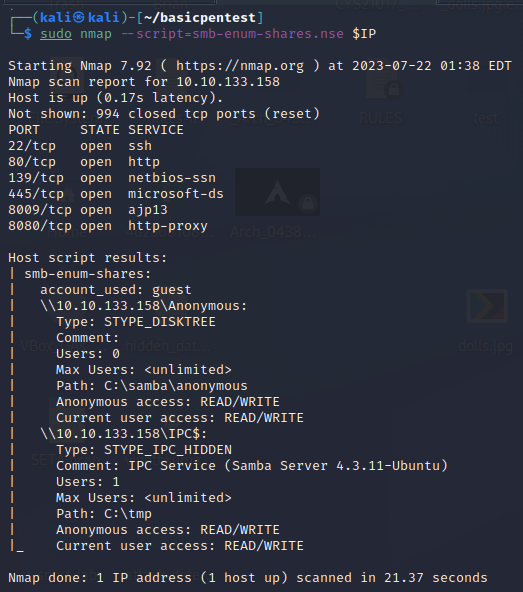 ┌──(kali㉿kali)-[~/basicpentest]
└─$ sudo nmap --script=smb-enum-shares.nse $IP
Starting Nmap 7.92 ( https://nmap.org ) at 2023-07-22 01:38 EDT
Nmap scan report for 10.10.133.158
Host is up (0.17s latency).
Not shown: 994 closed tcp ports (reset)
PORT     STATE SERVICE
22/tcp   open  ssh
80/tcp   open  http
139/tcp  open  netbios-ssn
445/tcp  open  microsoft-ds
8009/tcp open  ajp13
8080/tcp open  http-proxy
Host script results:
| smb-enum-shares:
|   account_used: guest
|   \\10.10.133.158\Anonymous:
|     Type: STYPE_DISKTREE
|     Comment:
|     Users: 0
|     Max Users: <unlimited>
|     Path: C:\samba\anonymous
|     Anonymous access: READ/WRITE
|     Current user access: READ/WRITE
|   \\10.10.133.158\IPC$:
|     Type: STYPE_IPC_HIDDEN
|     Comment: IPC Service (Samba Server 4.3.11-Ubuntu)
|     Users: 1
|     Max Users: <unlimited>
|     Path: C:\tmp
|     Anonymous access: READ/WRITE
|_    Current user access: READ/WRITE
Nmap done: 1 IP address (1 host up) scanned in 21.37 seconds
RULES
test
Arch_0438...
dolls.jpg